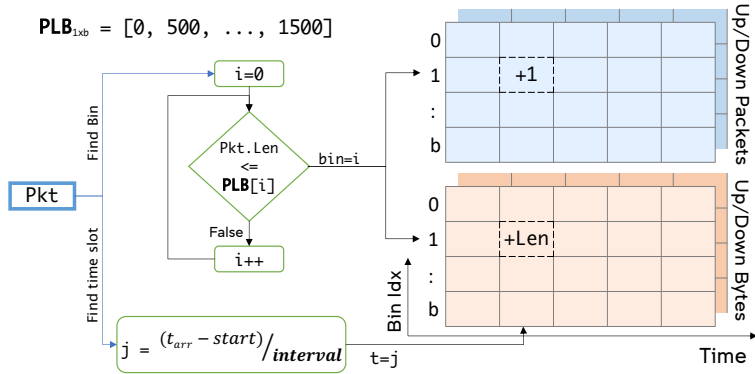 PLB1xb = [0, 500, ..., 1500]
Find Bin
Pkt
Find time slot
i=0
Pkt.Len
<=
PLB[i]
bin=i
False
i++
j = (tarr − start)/interval
t=j
0
1
:
b
+1
Up/Down Packets
0
1
:
b
+Len
Up/Down Bytes
Bin Idx
Time